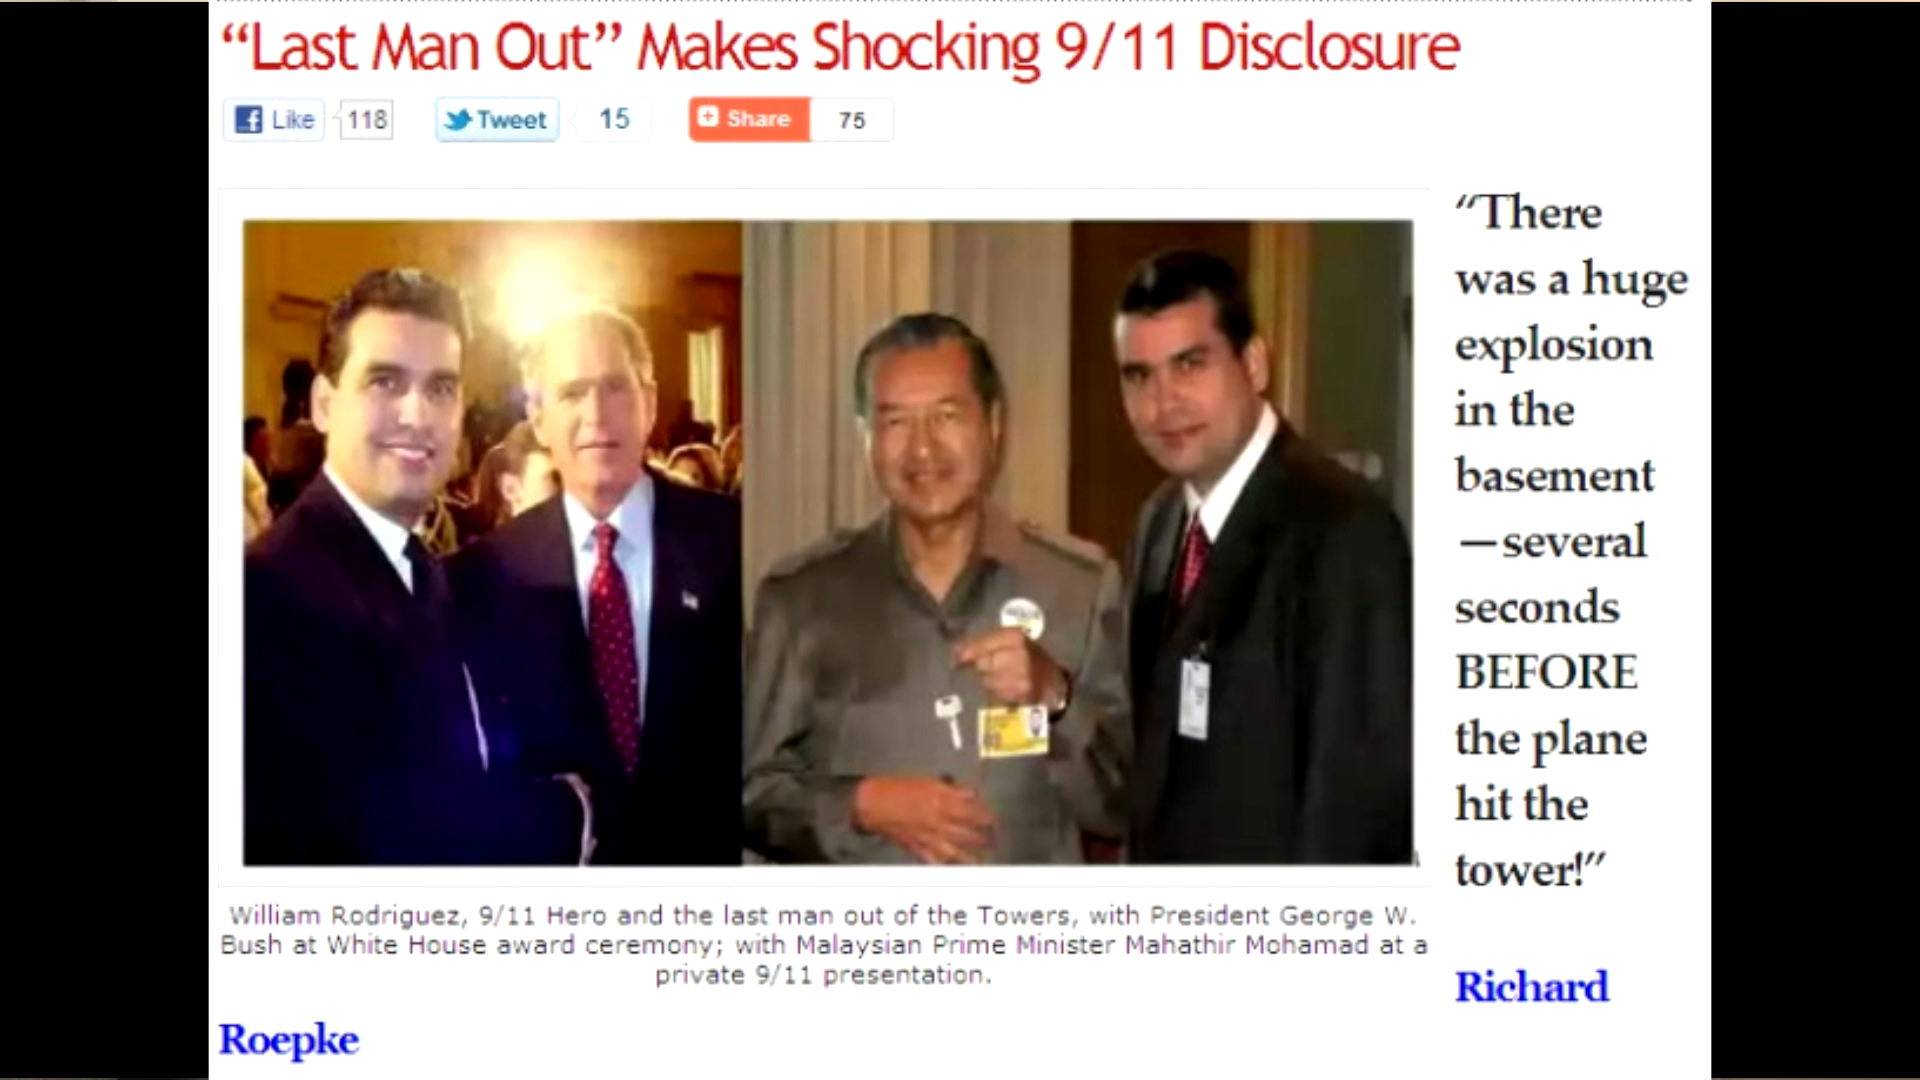 “Last Man Out” Makes Shocking 9/11 Disclosure
Like 118 Tweet 15 Share 75
“There
was a huge
explosion
in the
basement
—several
seconds
BEFORE
the plane
hit the
tower!”
William Rodriguez, 9/11 Hero and the last man out of the Towers, with President George W.
Bush at White House award ceremony; with Malaysian Prime Minister Mahathir Mohamad at a
private 9/11 presentation.
Richard
Roepke